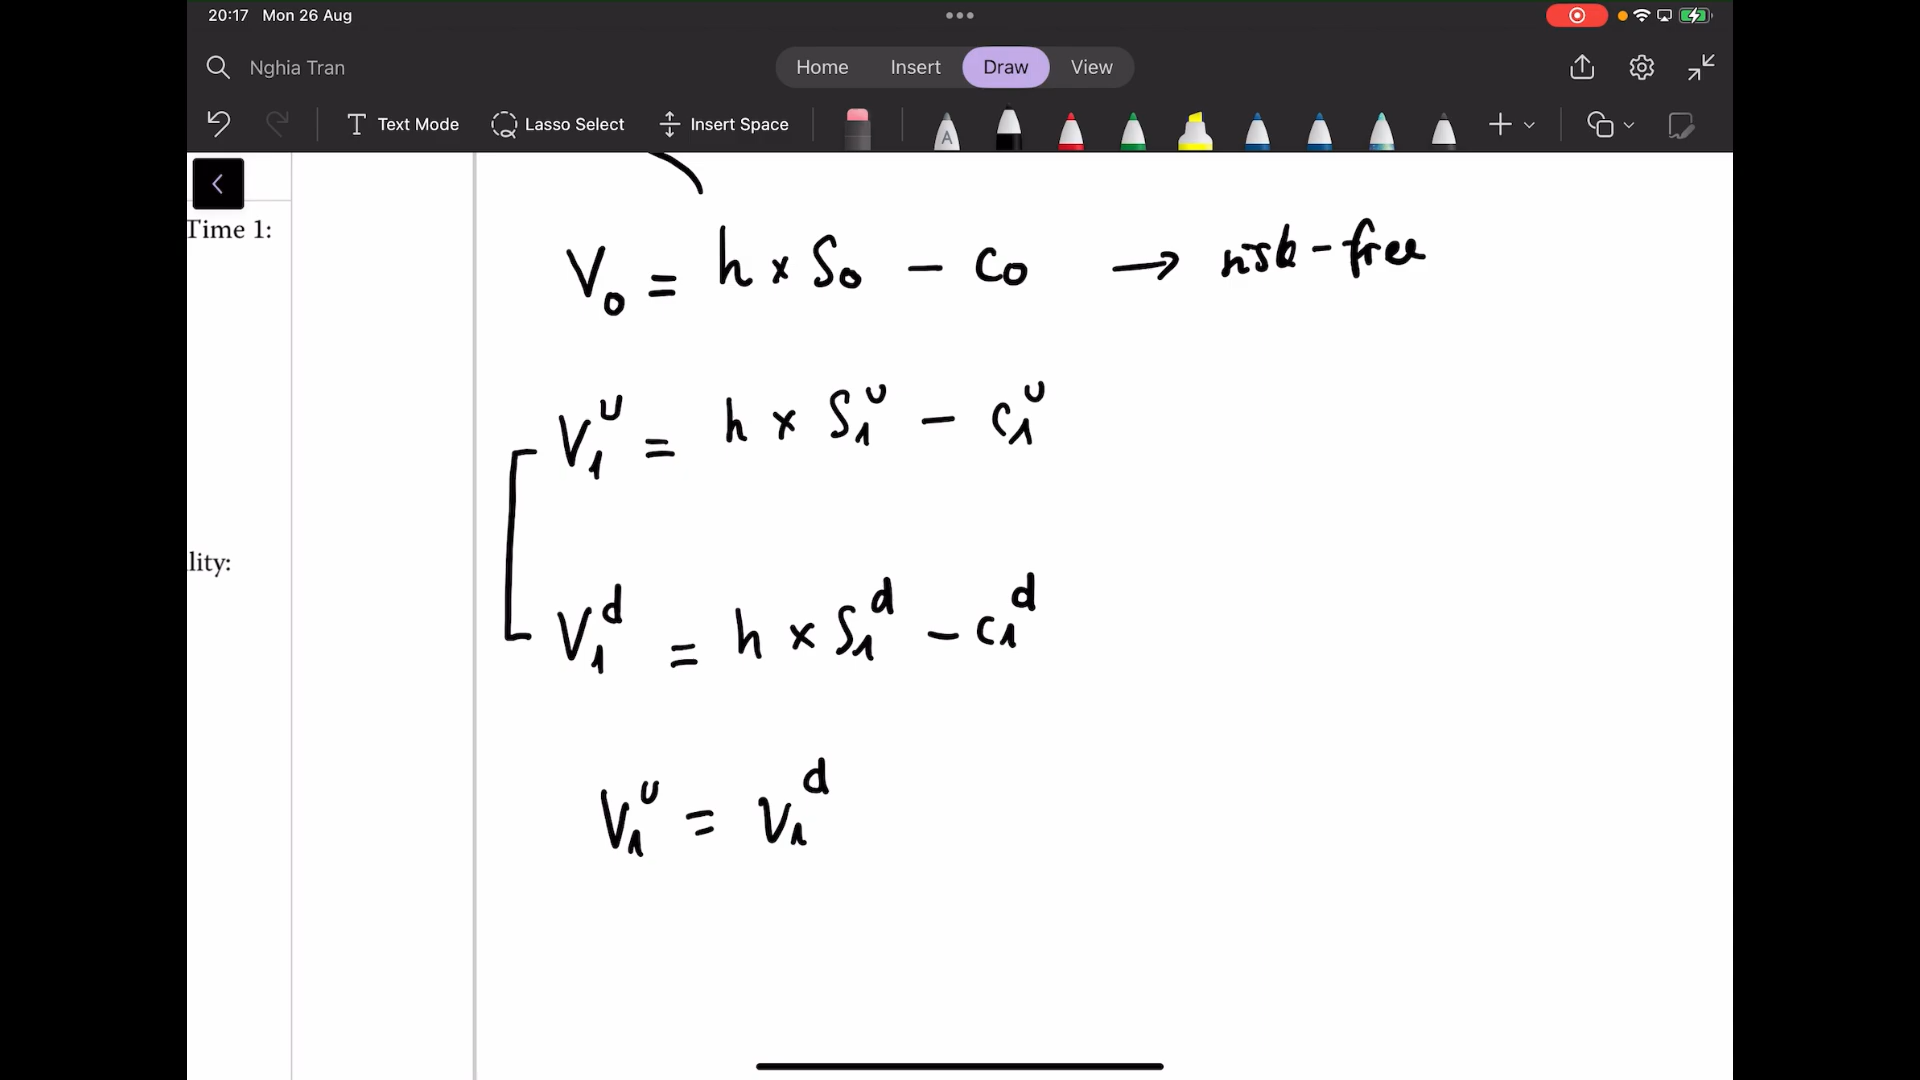 20:17 Mon 26 Aug
Nghia Tran
Home Insert Draw View
Text Mode Lasso Select Insert Space
A
Time 1:
V₀ = h × S₀ − c₀ → risk-free
V₁ᵘ = h × S₁ᵘ − c₁ᵘ
lity:
V₁ᵈ = h × S₁ᵈ − c₁ᵈ
V₁ᵘ = V₁ᵈ